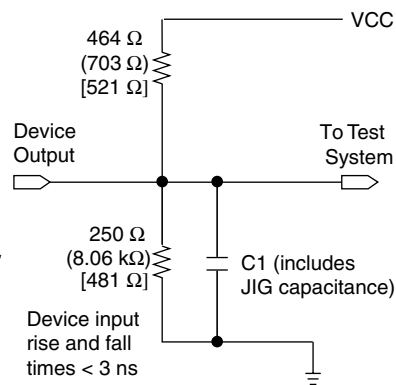 VCC
464 Ω
(703 Ω)
[521 Ω]
Device
Output
To Test
System
250 Ω
(8.06 kΩ)
[481 Ω]
C1 (includes
JIG capacitance)
Device input
rise and fall
times < 3 ns